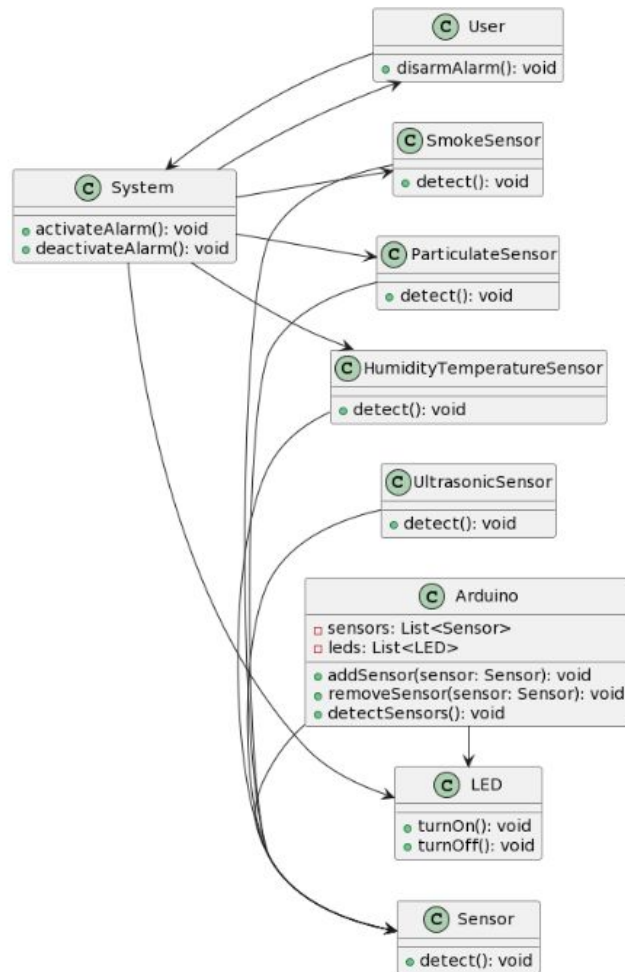 C User
+ disarmAlarm(): void
C SmokeSensor
+ detect(): void
C System
+ activateAlarm(): void
+ deactivateAlarm(): void
C ParticulateSensor
+ detect(): void
C HumidityTemperatureSensor
+ detect(): void
C UltrasonicSensor
+ detect(): void
C Arduino
sensors: List<Sensor>
leds: List<LED>
addSensor(sensor: Sensor): void
removeSensor(sensor: Sensor): void
detectSensors(): void
C LED
turnOn(): void
turnOff(): void
C Sensor
detect(): void